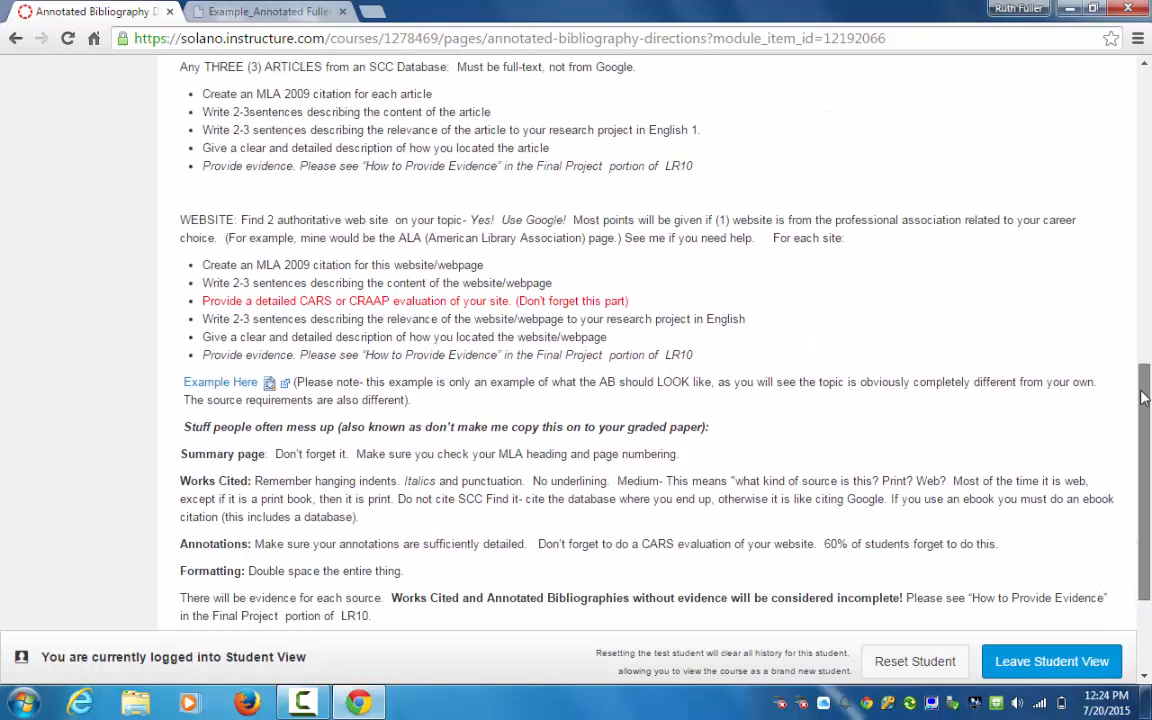 Annotated Bibliography D
Example_Annotated Fuller
Ruth Fuller
https://solano.instructure.com/courses/1278469/pages/annotated-bibliography-directions?module_item_id=12192066
Any THREE (3) ARTICLES from an SCC Database: Must be full-text, not from Google.
• Create an MLA 2009 citation for each article
• Write 2-3sentences describing the content of the article
• Write 2-3 sentences describing the relevance of the article to your research project in English 1.
• Give a clear and detailed description of how you located the article
• Provide evidence. Please see “How to Provide Evidence” in the Final Project portion of LR10
WEBSITE: Find 2 authoritative web site on your topic- Yes! Use Google! Most points will be given if (1) website is from the professional association related to your career
choice. (For example, mine would be the ALA (American Library Association) page.) See me if you need help. For each site:
• Create an MLA 2009 citation for this website/webpage
• Write 2-3 sentences describing the content of the website/webpage
• Provide a detailed CARS or CRAAP evaluation of your site. (Don't forget this part)
• Write 2-3 sentences describing the relevance of the website/webpage to your research project in English
• Give a clear and detailed description of how you located the website/webpage
• Provide evidence. Please see “How to Provide Evidence” in the Final Project portion of LR10
Example Here (Please note- this example is only an example of what the AB should LOOK like, as you will see the topic is obviously completely different from your own.
The source requirements are also different).
Stuff people often mess up (also known as don’t make me copy this on to your graded paper):
Summary page: Don’t forget it. Make sure you check your MLA heading and page numbering.
Works Cited: Remember hanging indents. Italics and punctuation. No underlining. Medium- This means "what kind of source is this? Print? Web? Most of the time it is web,
except if it is a print book, then it is print. Do not cite SCC Find it- cite the database where you end up, otherwise it is like citing Google. If you use an ebook you must do an ebook
citation (this includes a database).
Annotations: Make sure your annotations are sufficiently detailed. Don’t forget to do a CARS evaluation of your website. 60% of students forget to do this.
Formatting: Double space the entire thing.
There will be evidence for each source. Works Cited and Annotated Bibliographies without evidence will be considered incomplete! Please see “How to Provide Evidence”
in the Final Project portion of LR10.
You are currently logged into Student View
Resetting the test student will clear all history for this student,
allowing you to view the course as a brand new student.
Reset Student
Leave Student View
12:24 PM
7/20/2015